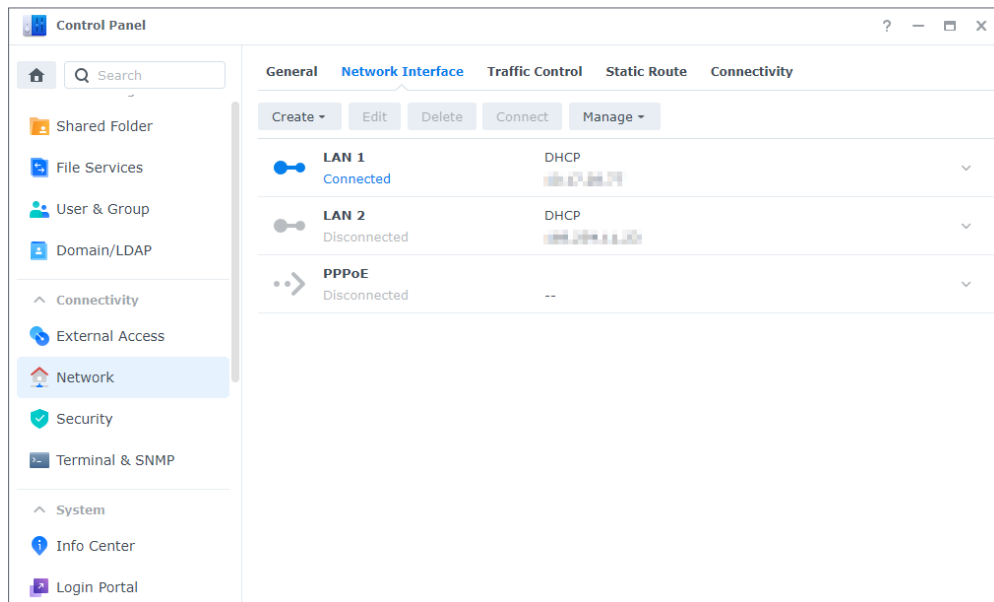 Control Panel
?
Search
General Network Interface Traffic Control Static Route Connectivity
Create Edit Delete Connect Manage
Shared Folder
File Services
User & Group
Domain/LDAP
Connectivity
External Access
Network
Security
Terminal & SNMP
System
Info Center
Login Portal
LAN 1 DHCP
Connected
LAN 2 DHCP
Disconnected
PPPoE
Disconnected --